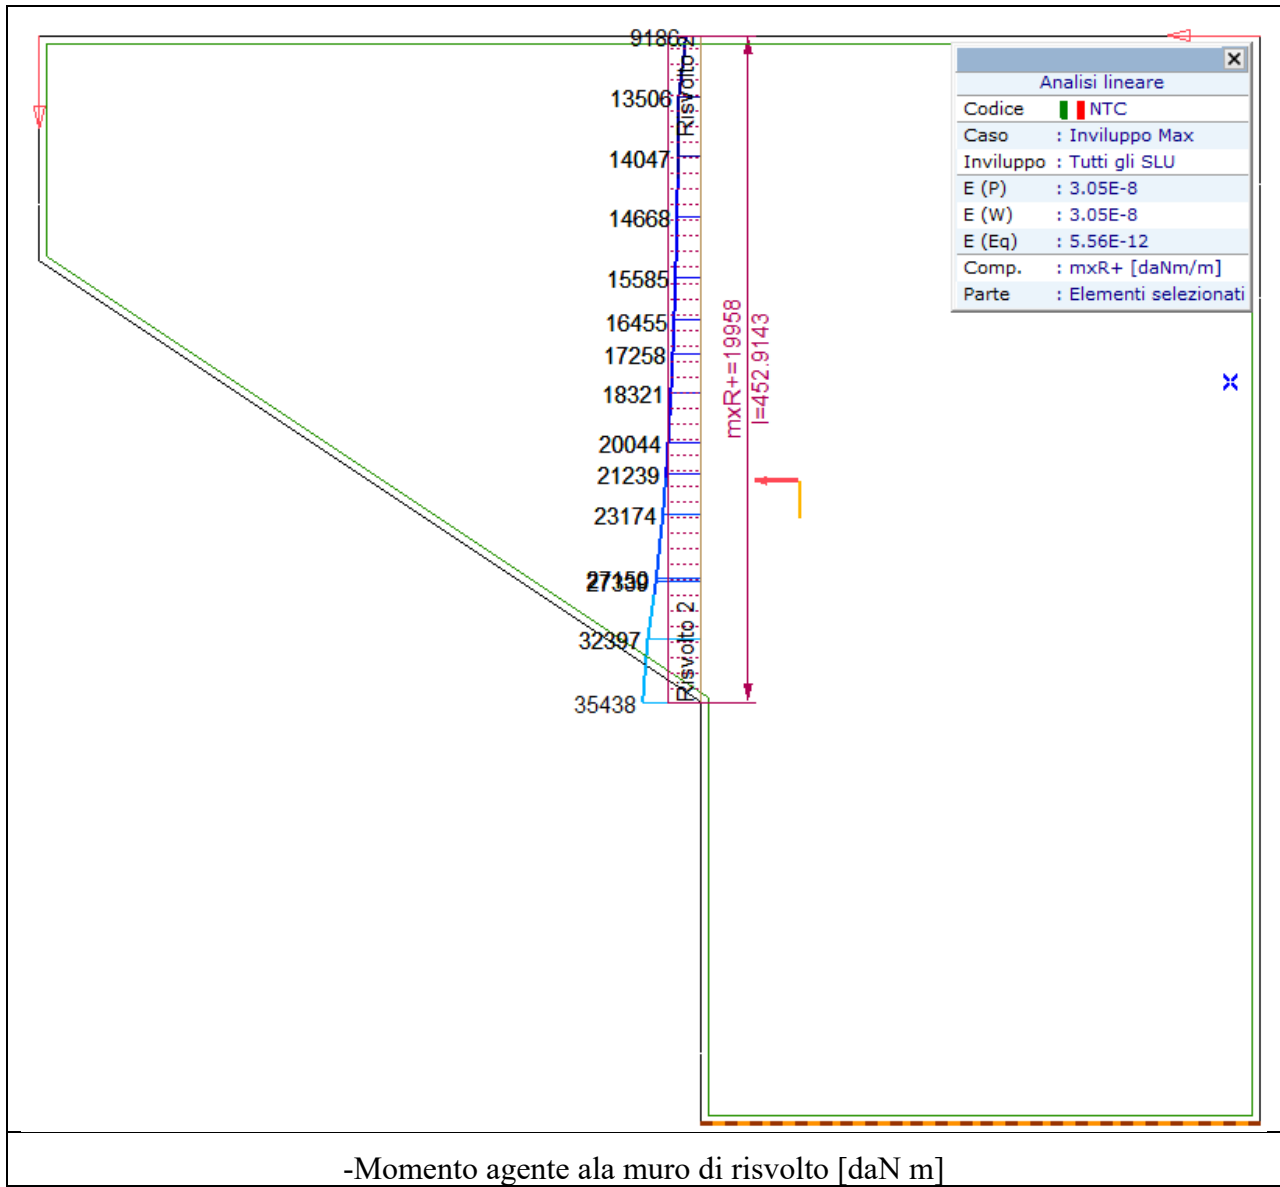 9186
Risvolto 2
13506
14047
14668
15585
16455
17258
18321
20044
21239
23174
27150
32397
Risvolto 2
35438
mxR+=19958
l=452.9143
Analisi lineare
Codice NTC
Caso : Inviluppo Max
Inviluppo : Tutti gli SLU
E (P) : 3.05E-8
E (W) : 3.05E-8
E (Eq) : 5.56E-12
Comp. : mxR+ [daNm/m]
Parte : Elementi selezionati
-Momento agente ala muro di risvolto [daN m]